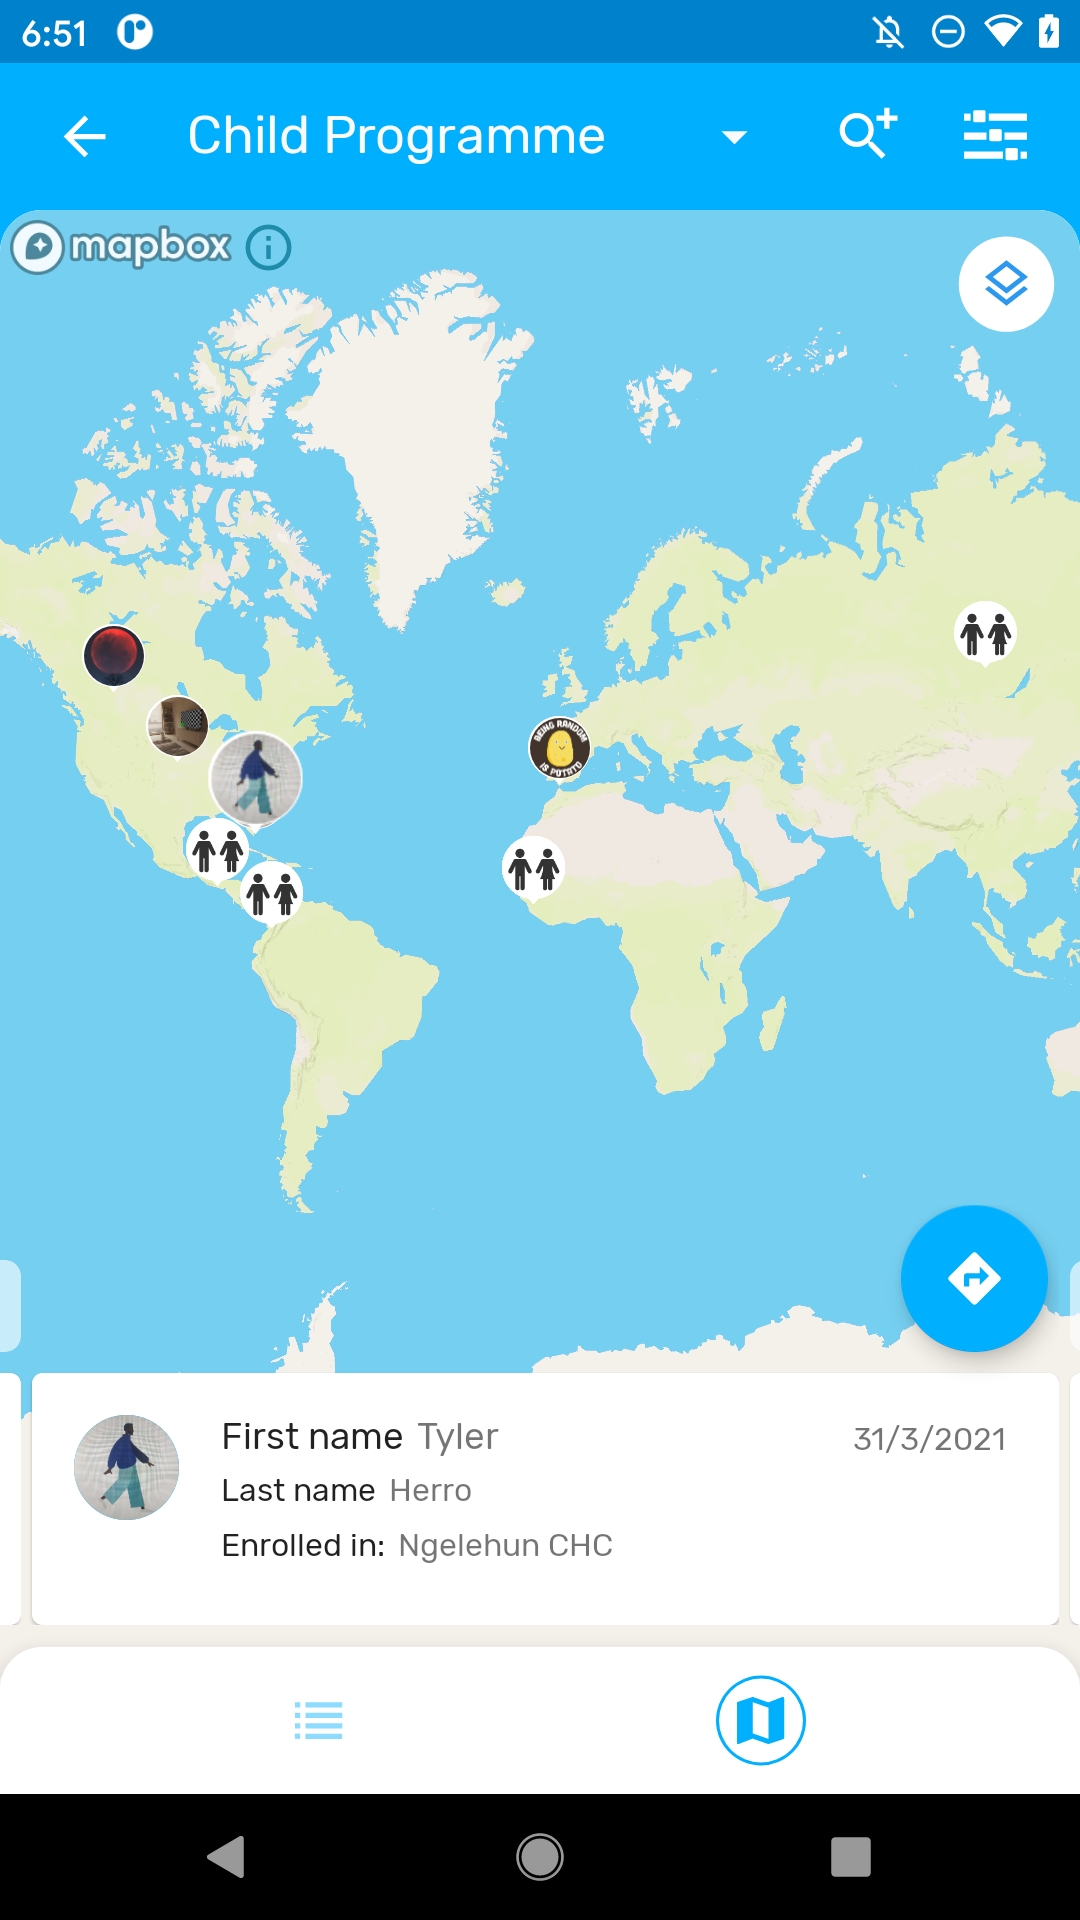 6:51
Child Programme
mapbox
BEING RANDOM
IS POTATO
First name Tyler
31/3/2021
Last name Herro
Enrolled in: Ngelehun CHC